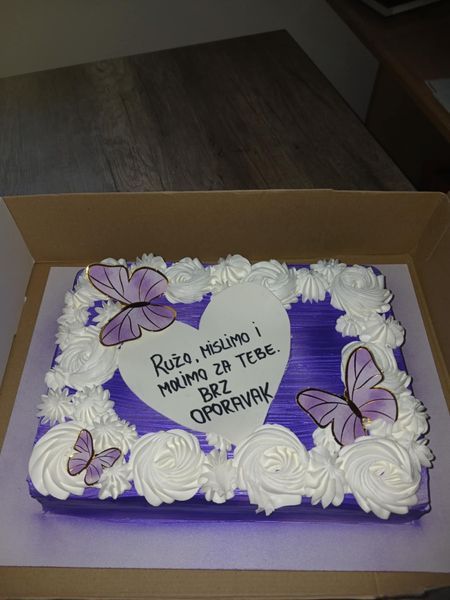 RUŽO, MISLIMO I
MOLIMO ZA TEBE.
BRZ
OPORAVAK